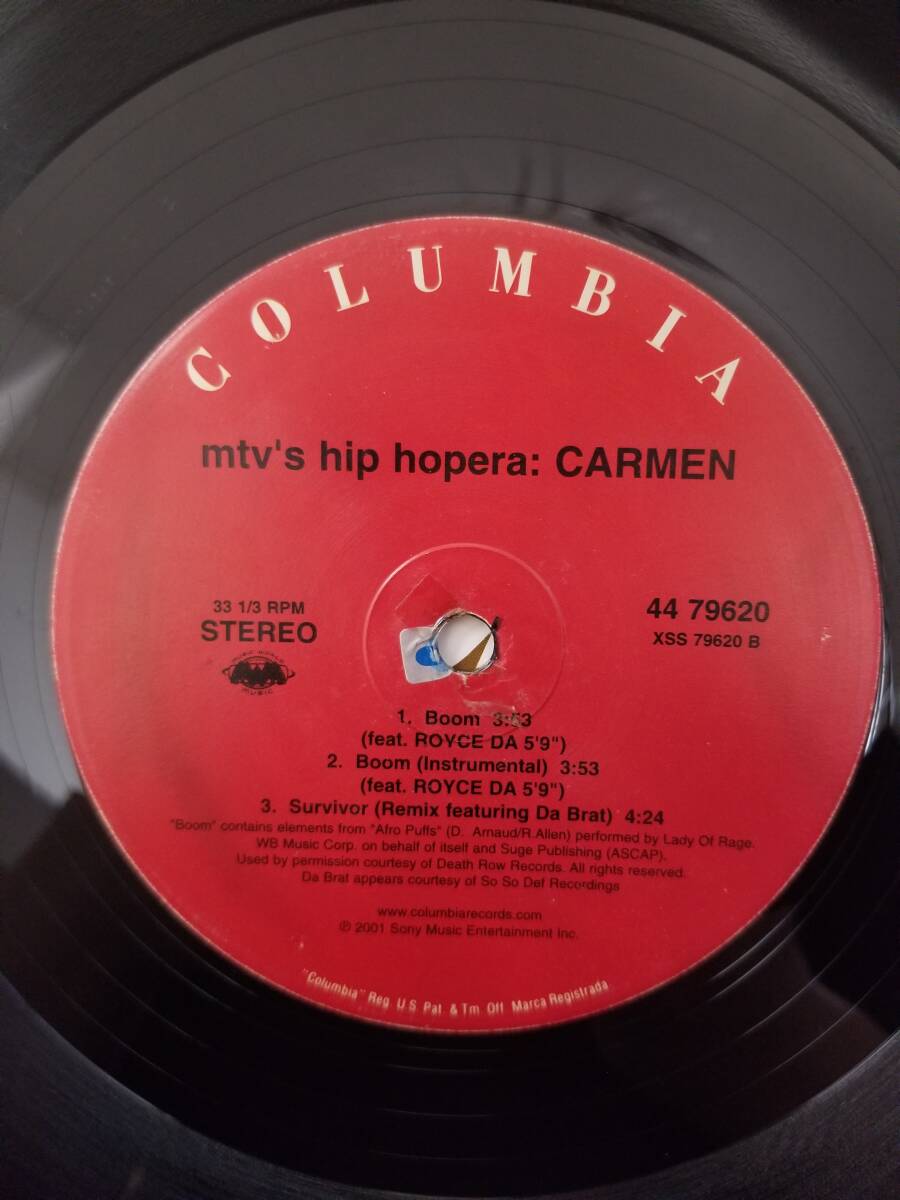 COLUMBIA
mtv's hip hopera: CARMEN
33 1/3 RPM
STEREO
44 79620
XSS 79620 B
MUSIC WORLD
MUSIC
1. Boom 3:53
(feat. ROYCE DA 5'9")
2. Boom (Instrumental) 3:53
(feat. ROYCE DA 5'9")
3. Survivor (Remix featuring Da Brat) 4:24
"Boom" contains elements from "Afro Puffs" (D. Arnaud/R.Allen) performed by Lady Of Rage.
WB Music Corp. on behalf of itself and Suge Publishing (ASCAP).
Used by permission courtesy of Death Row Records. All rights reserved.
Da Brat appears courtesy of So So Def Recordings
www.columbiarecords.com
℗ 2001 Sony Music Entertainment Inc.
"Columbia" Reg. U.S. Pat. & Tm. Off. Marca Registrada